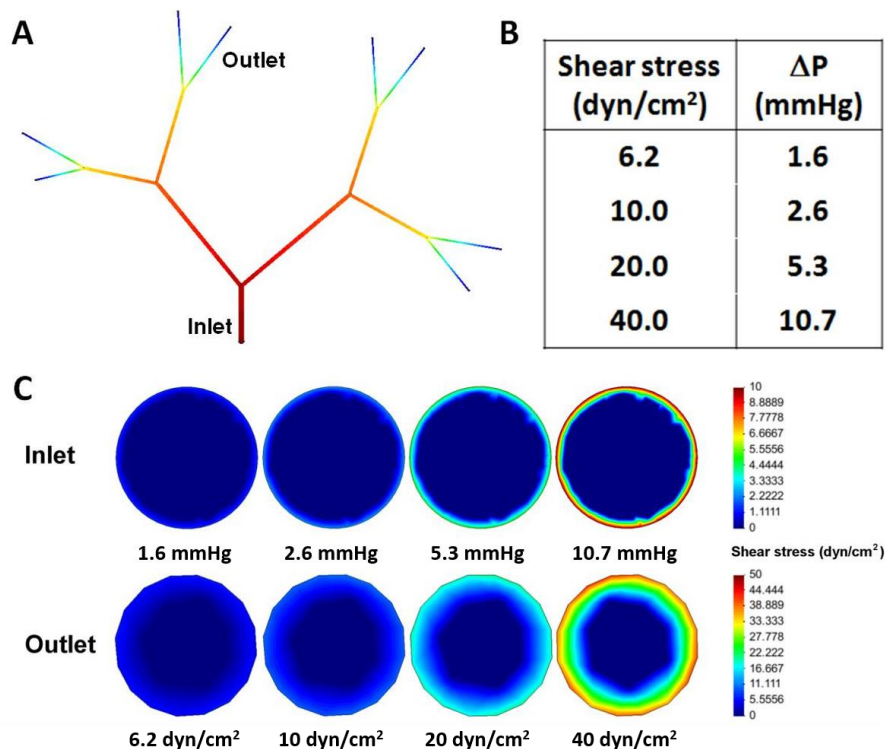 A
Outlet
Inlet
B
Shear stress (dyn/cm²) ΔP (mmHg)
6.2 1.6
10.0 2.6
20.0 5.3
40.0 10.7
C
Inlet
1.6 mmHg 2.6 mmHg 5.3 mmHg 10.7 mmHg
10
8.8889
7.7778
6.6667
5.5556
4.4444
3.3333
2.2222
1.1111
0
Shear stress (dyn/cm²)
Outlet
6.2 dyn/cm² 10 dyn/cm² 20 dyn/cm² 40 dyn/cm²
50
44.444
38.889
33.333
27.778
22.222
16.667
11.111
5.5556
0